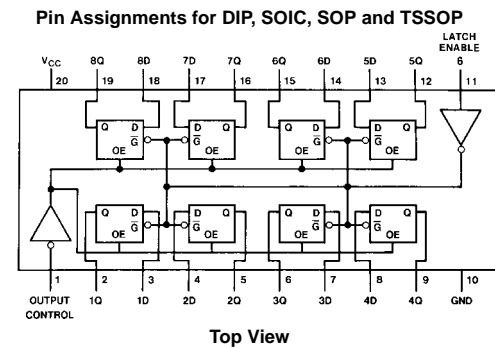 Pin Assignments for DIP, SOIC, SOP and TSSOP
LATCH
ENABLE
VCC 8Q 8D 7D 7Q 6Q 6D 5D 5Q G
20 19 18 17 16 15 14 13 12 11
Q D D Q Q D D Q
G G G G
OE OE OE OE
Q D D Q Q D D Q
G G G G
OE OE OE OE
1 2 3 4 5 6 7 8 9 10
OUTPUT
CONTROL
1Q 1D 2D 2Q 3Q 3D 4D 4Q GND
Top View